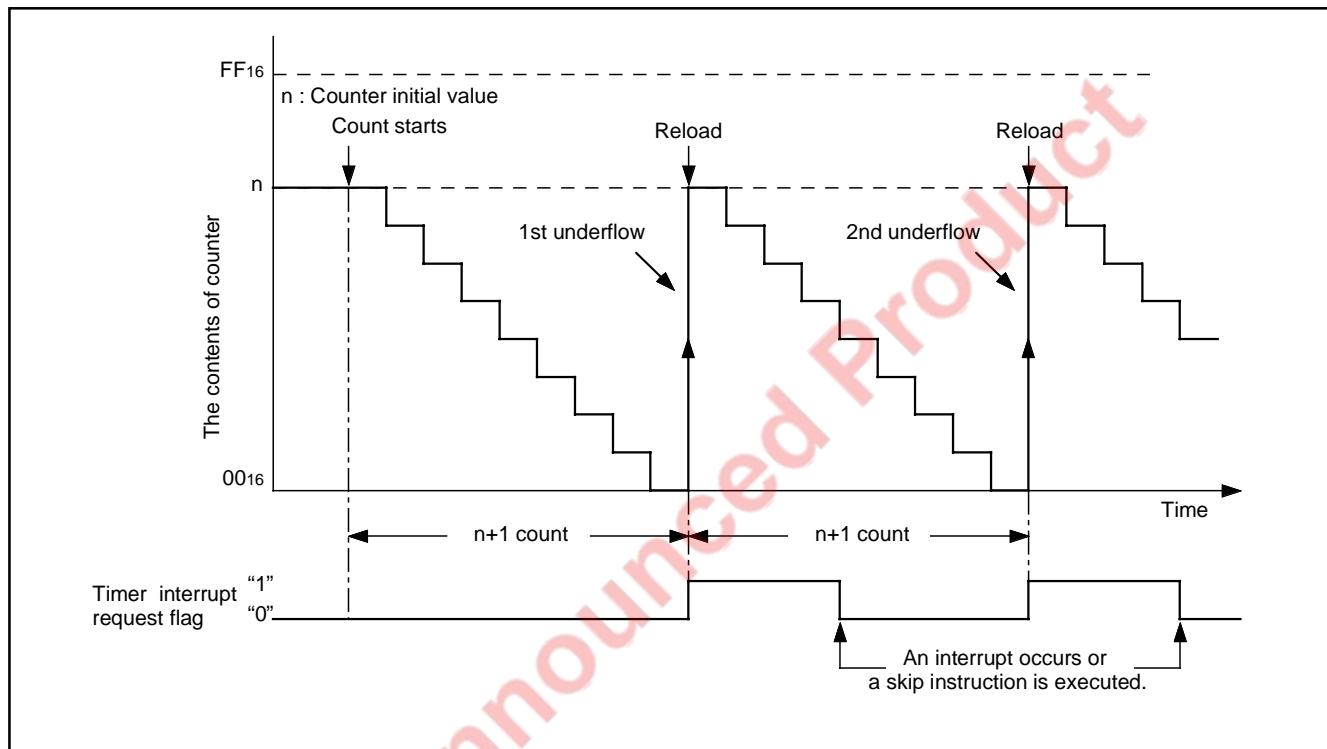 FF16
n : Counter initial value
Count starts
Reload
Reload
n
1st underflow
2nd underflow
The contents of counter
0016
Time
n+1 count
n+1 count
Timer interrupt
request flag
“1”
“0”
An interrupt occurs or
a skip instruction is executed.
nnounced Product